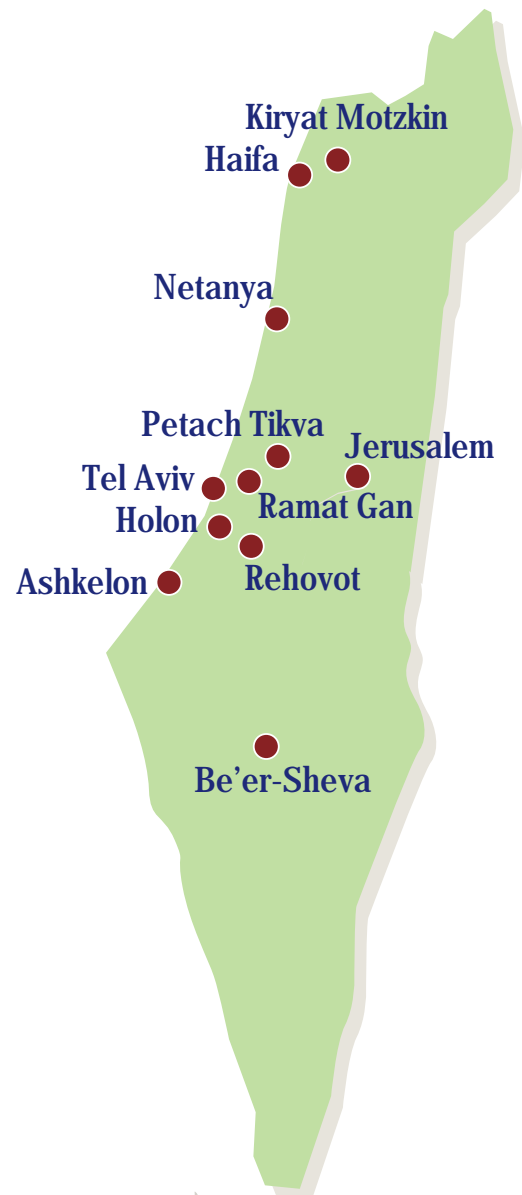 Kiryat Motzkin
Haifa
Netanya
Petach Tikva
Jerusalem
Tel Aviv
Ramat Gan
Holon
Rehovot
Ashkelon
Be’er-Sheva